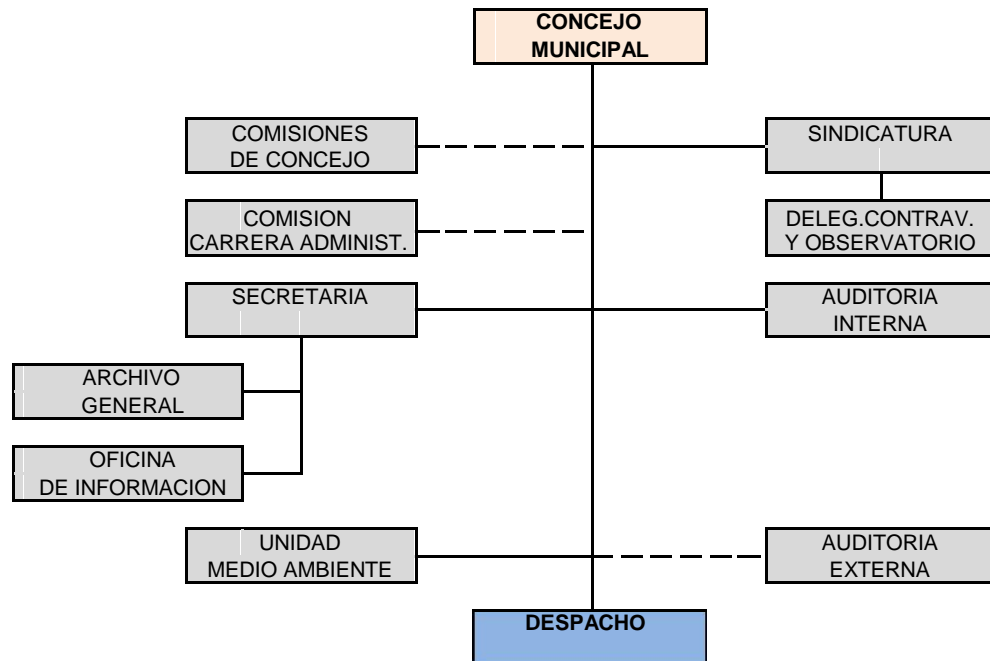 CONCEJO
MUNICIPAL
COMISIONES
DE CONCEJO
SINDICATURA
COMISION
CARRERA ADMINIST.
DELEG.CONTRAV.
Y OBSERVATORIO
SECRETARIA
AUDITORIA
INTERNA
ARCHIVO
GENERAL
OFICINA
DE INFORMACION
UNIDAD
MEDIO AMBIENTE
AUDITORIA
EXTERNA
DESPACHO